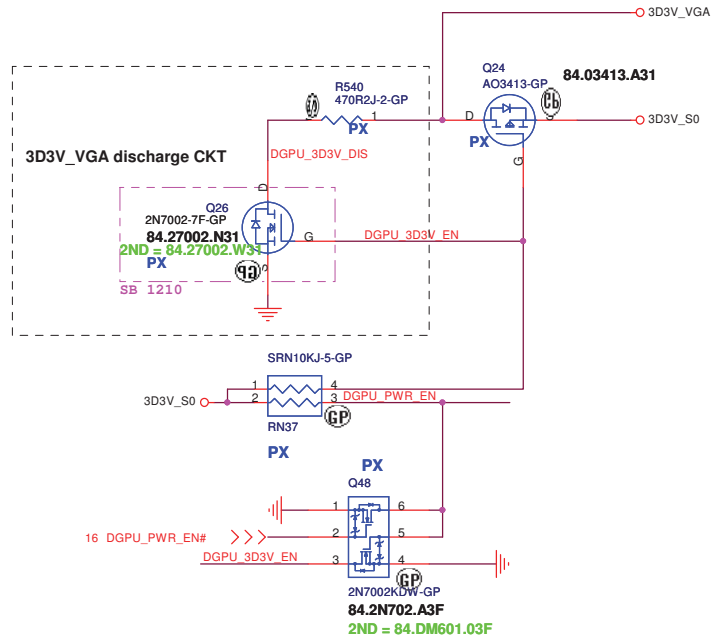 3D3V_VGA
Q24
AO3413-GP
84.03413.A31
R540
470R2J-2-GP
1
PX
D
S
3D3V_S0
PX
G
DGPU_3D3V_DIS
3D3V_VGA discharge CKT
D
Q26
2N7002-7F-GP
84.27002.N31
2ND = 84.27002.W31
PX
G
DGPU_3D3V_EN
S
GP
SB 1210
SRN10KJ-5-GP
1
4
3D3V_S0
2
3
DGPU_PWR_EN
GP
RN37
PX
PX
Q48
1
6
16 DGPU_PWR_EN#
2
5
DGPU_3D3V_EN
3
4
GP
2N7002KDW-GP
84.2N702.A3F
2ND = 84.DM601.03F